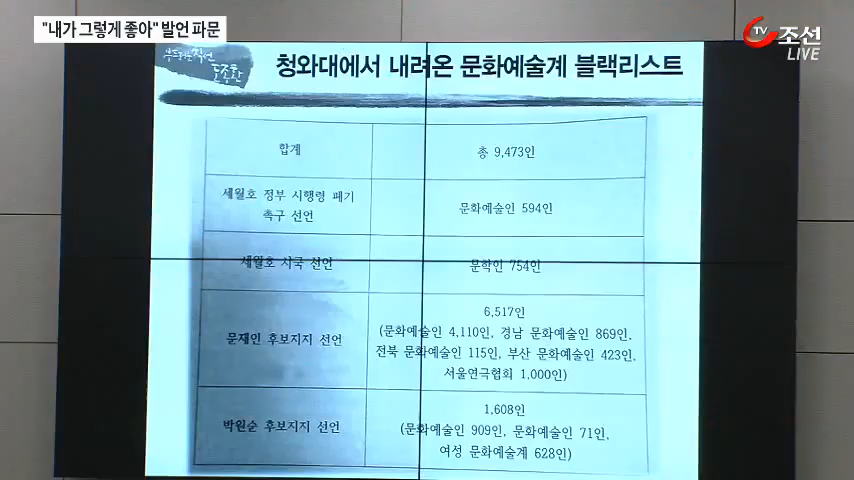 "내가 그렇게 좋아" 발언 파문
TV조선
LIVE
부드러운 직언
도종환
청와대에서 내려온 문화예술계 블랙리스트
합계
총 9,473인
세월호 정부 시행령 폐기
촉구 선언
문화예술인 594인
세월호 시국 선언
문학인 754인
문재인 후보지지 선언
6,517인
(문화예술인 4,110인, 경남 문화예술인 869인,
전북 문화예술인 115인, 부산 문화예술인 423인,
서울연극협회 1,000인)
박원순 후보지지 선언
1,608인
(문화예술인 909인, 문화예술인 71인,
여성 문화예술계 628인)